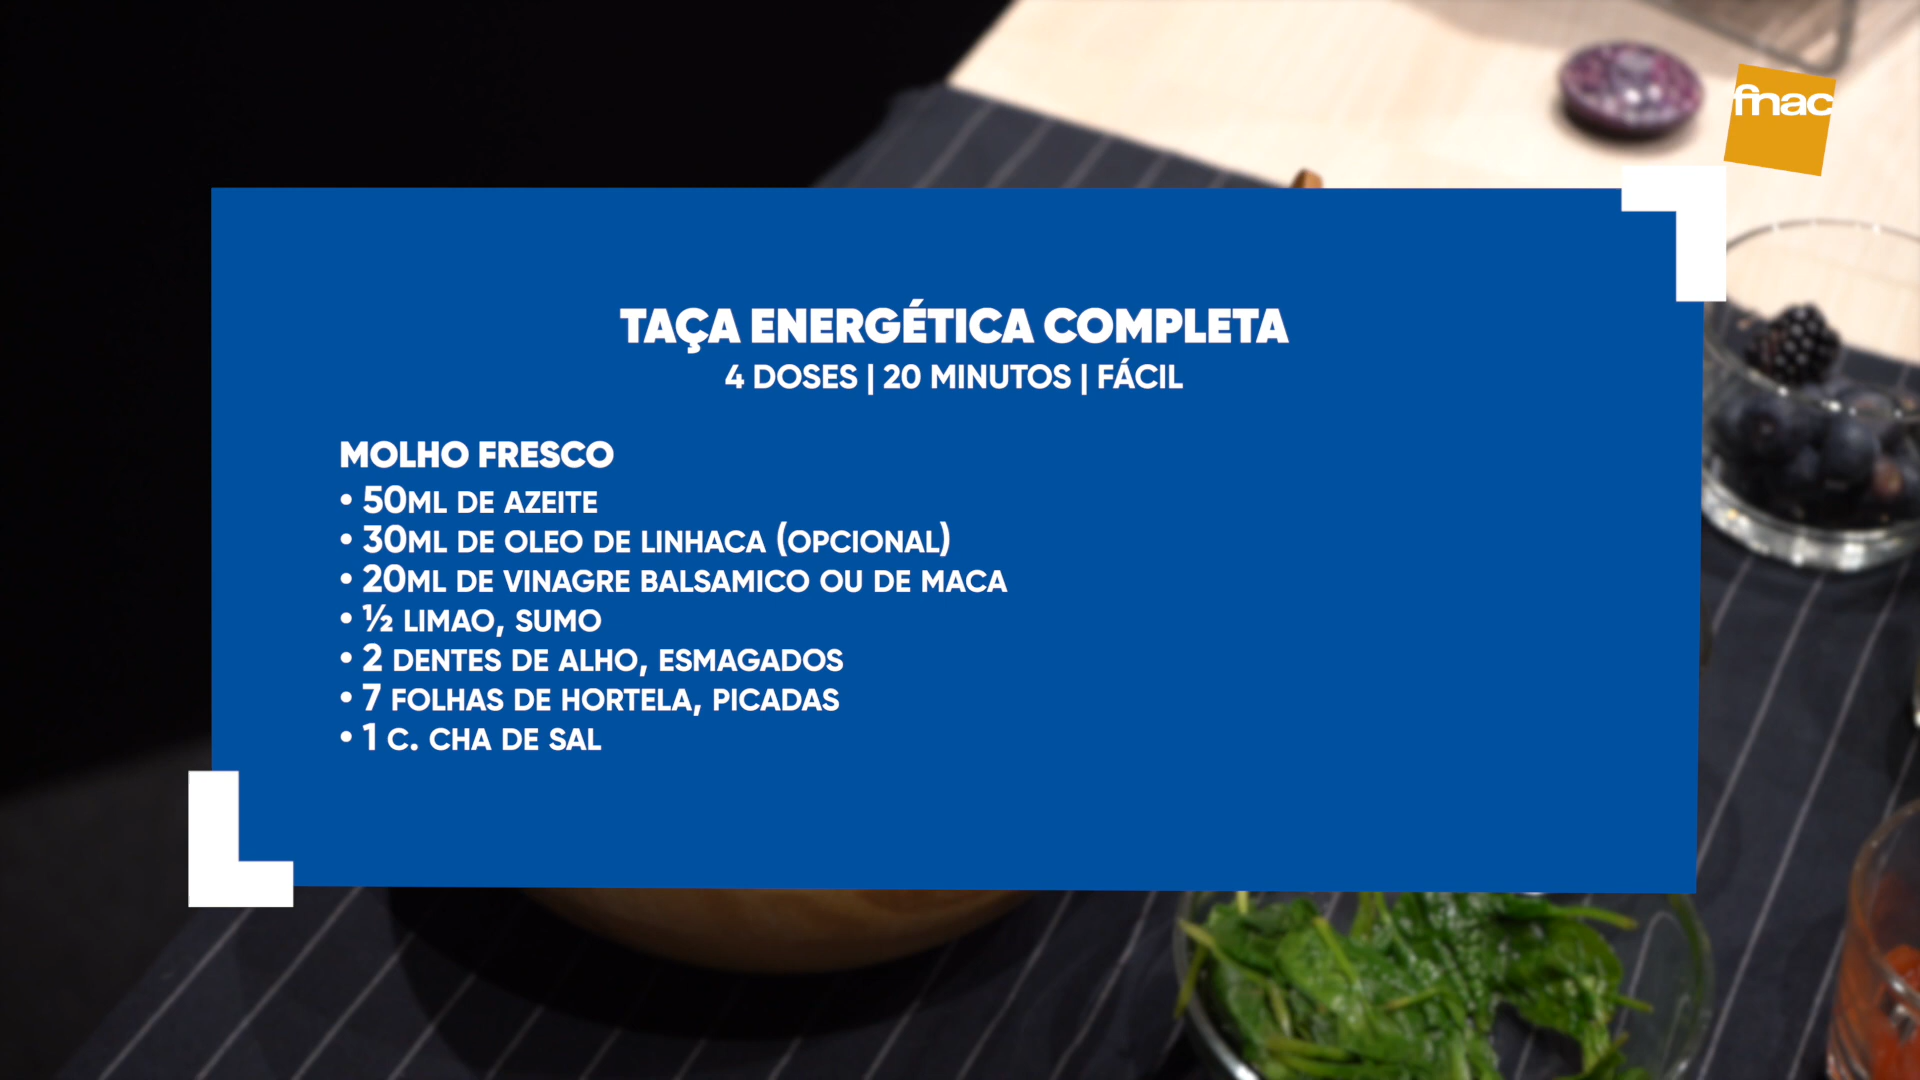 fnac
TAÇA ENERGÉTICA COMPLETA
4 DOSES | 20 MINUTOS | FÁCIL
MOLHO FRESCO
• 50ML DE AZEITE
• 30ML DE OLEO DE LINHACA (OPCIONAL)
• 20ML DE VINAGRE BALSAMICO OU DE MACA
• ½ LIMAO, SUMO
• 2 DENTES DE ALHO, ESMAGADOS
• 7 FOLHAS DE HORTELA, PICADAS
• 1 C. CHA DE SAL